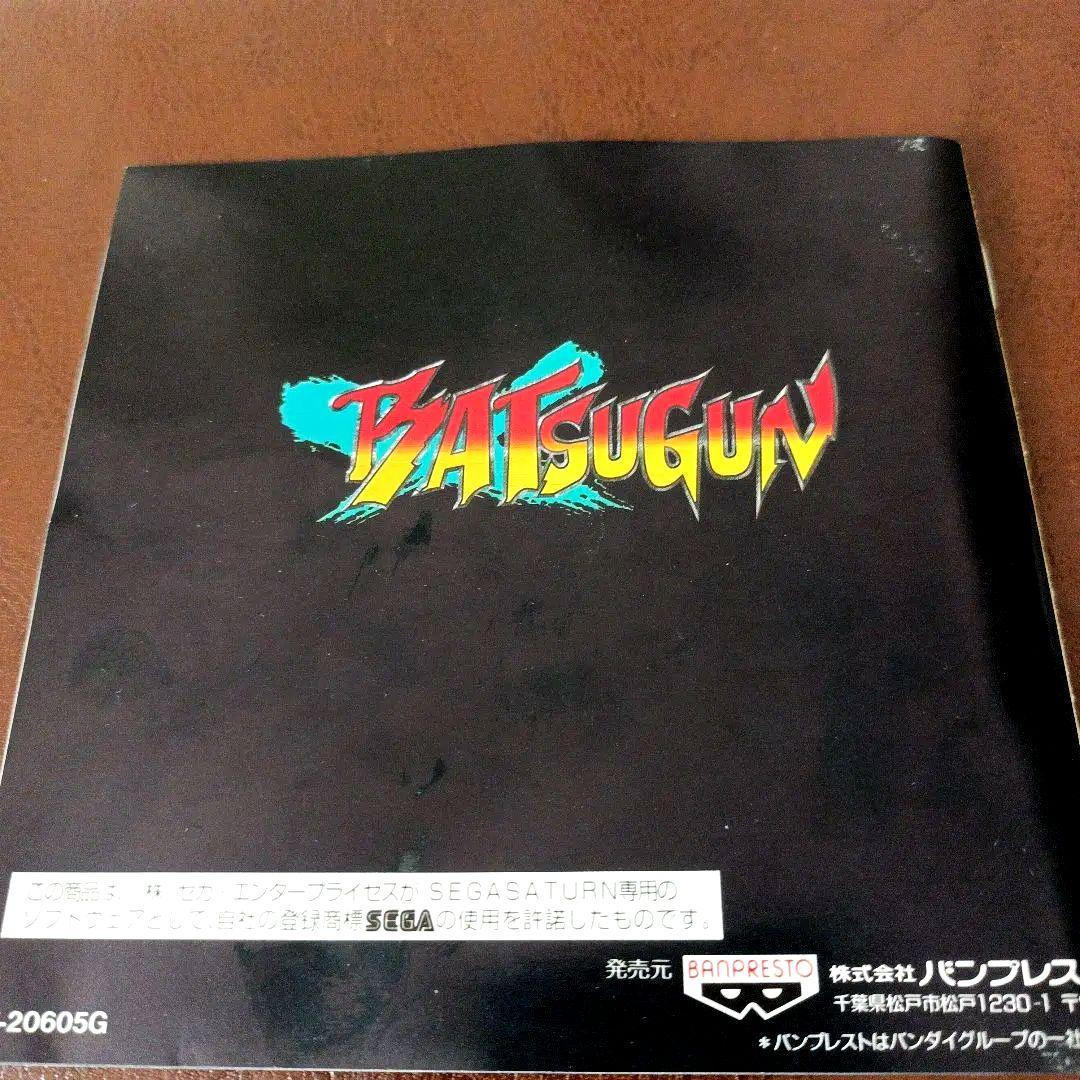 BATSUGUN
この商品は、株セガ・エンタープライゼスが SEGASATURN専用の
ソフトウェアとして、自社の登録商標SEGAの使用を許諾したものです。
発売元 BANPRESTO 株式会社 バンプレス
千葉県松戸市松戸1230-1 〒
-20605G
*バンプレストはバンダイグループの一社